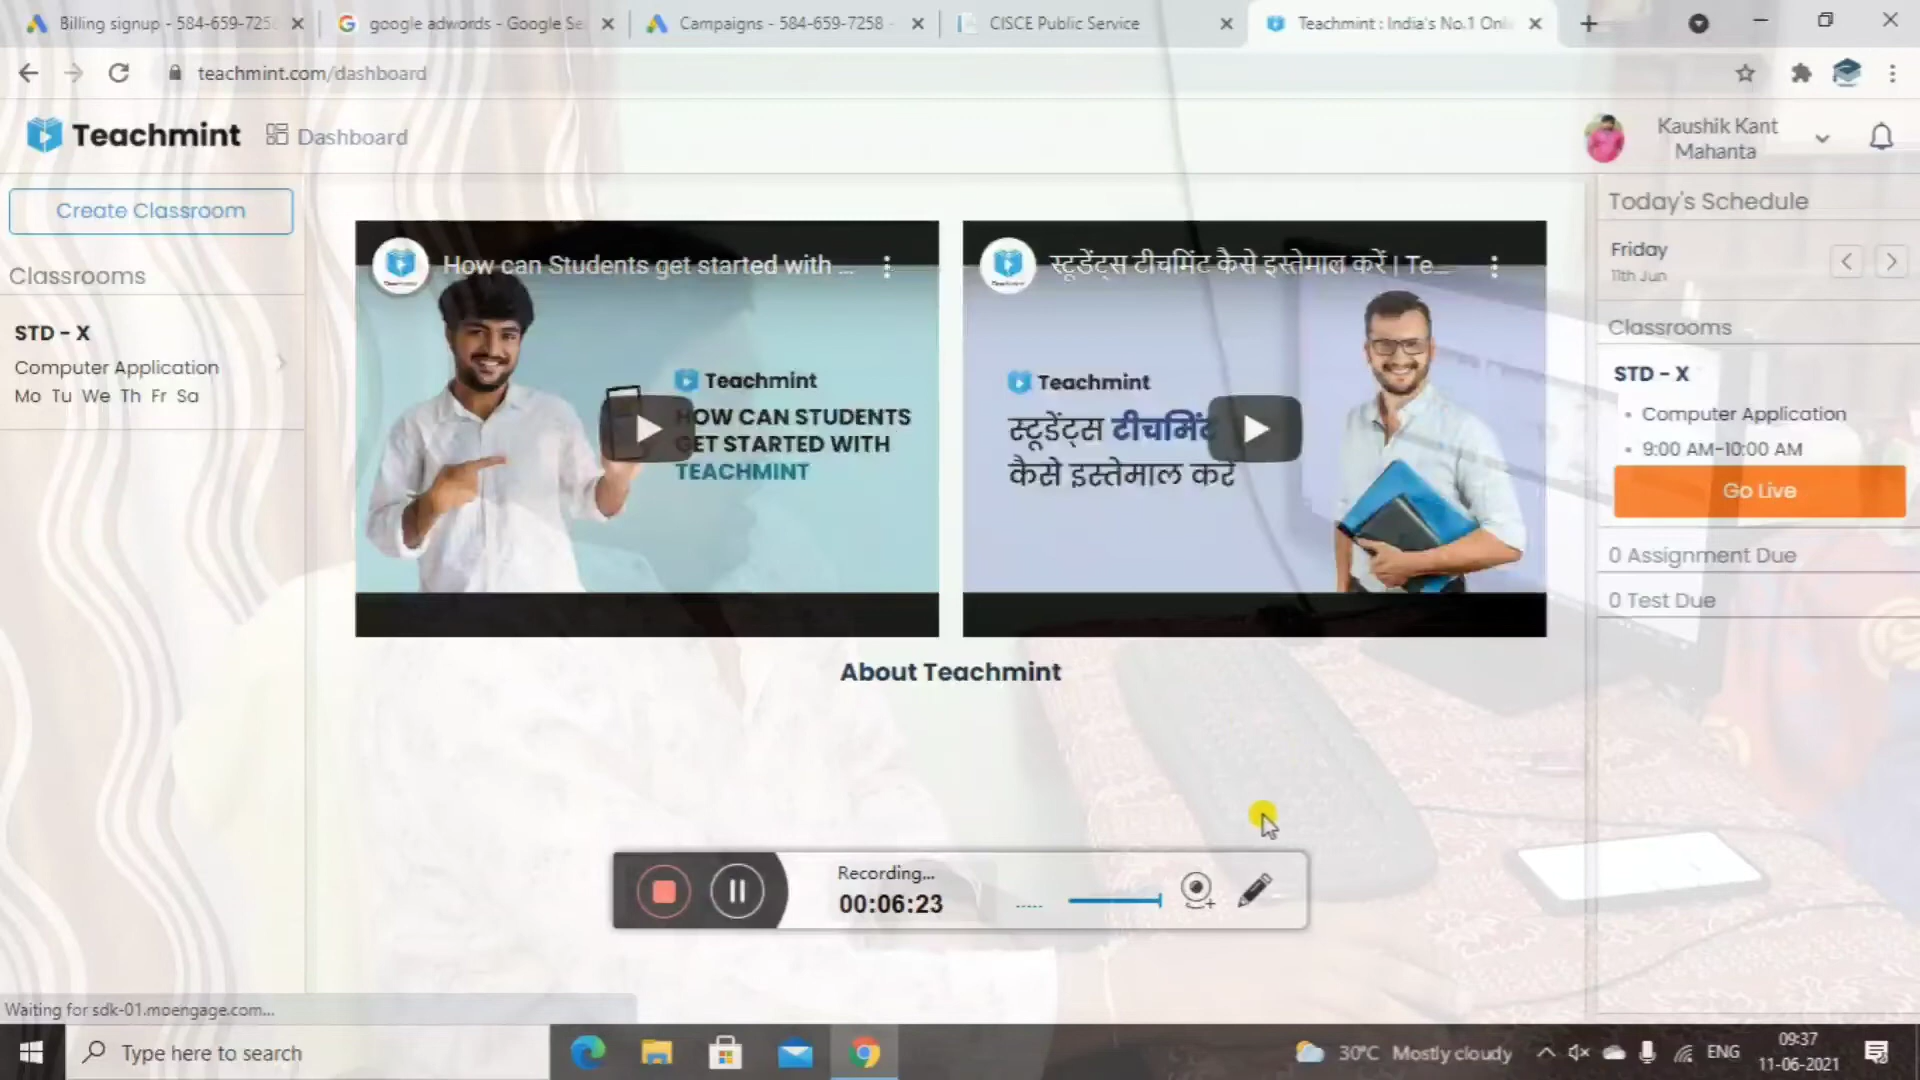 Billing signup - 584-659-725
google adwords - Google Se
Campaigns - 584-659-7258 -
CISCE Public Service
Teachmint : India's No.1 Onli
teachmint.com/dashboard
Teachmint
Dashboard
Kaushik Kant
Mahanta
Create Classroom
Classrooms
STD - X
Computer Application
Mo Tu We Th Fr Sa
How can Students get started with ...
Teachmint
HOW CAN STUDENTS
GET STARTED WITH
TEACHMINT
स्टूडेंट्स टीचमिंट कैसे इस्तेमाल करें | Te...
Teachmint
स्टूडेंट्स टीचमिंट
कैसे इस्तेमाल करें
About Teachmint
Today's Schedule
Friday
11th Jun
Classrooms
STD - X
• Computer Application
• 9:00 AM-10:00 AM
Go Live
0 Assignment Due
0 Test Due
Recording...
00:06:23
Waiting for sdk-01.moengage.com...
Type here to search
30°C Mostly cloudy
ENG
09:37
11-06-2021